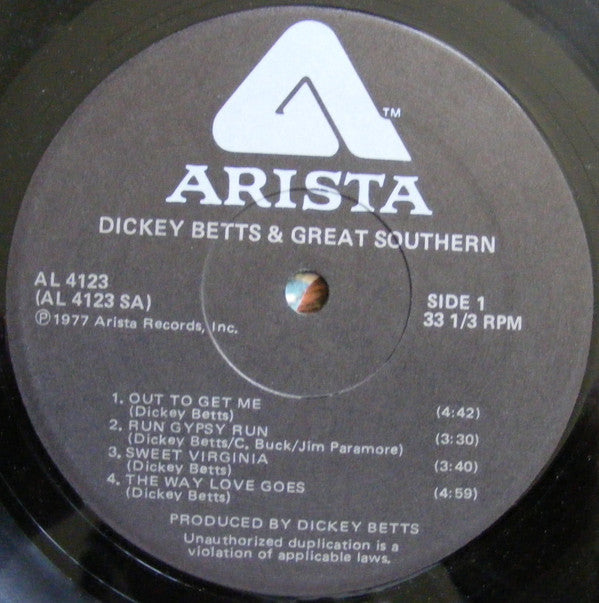 TM
ARISTA
DICKEY BETTS & GREAT SOUTHERN
AL 4123
(AL 4123 SA)
Ⓟ1977 Arista Records, Inc.
SIDE 1
33 1/3 RPM
1. OUT TO GET ME
(Dickey Betts) (4:42)
2. RUN GYPSY RUN
(Dickey Betts/C. Buck/Jim Paramore) (3:30)
3. SWEET VIRGINIA
(Dickey Betts) (3:40)
4. THE WAY LOVE GOES
(Dickey Betts) (4:59)
PRODUCED BY DICKEY BETTS
Unauthorized duplication is a
violation of applicable laws.